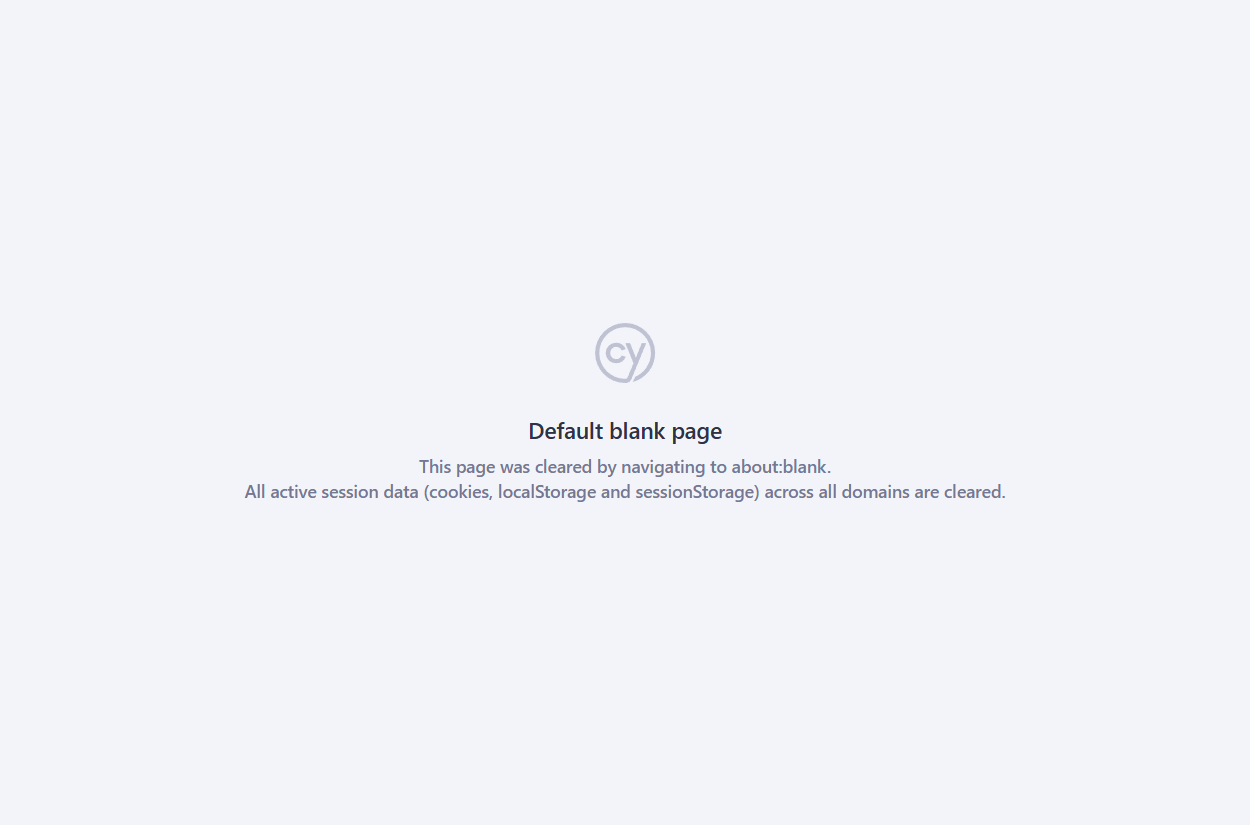 cy
Default blank page
This page was cleared by navigating to about:blank.
All active session data (cookies, localStorage and sessionStorage) across all domains are cleared.